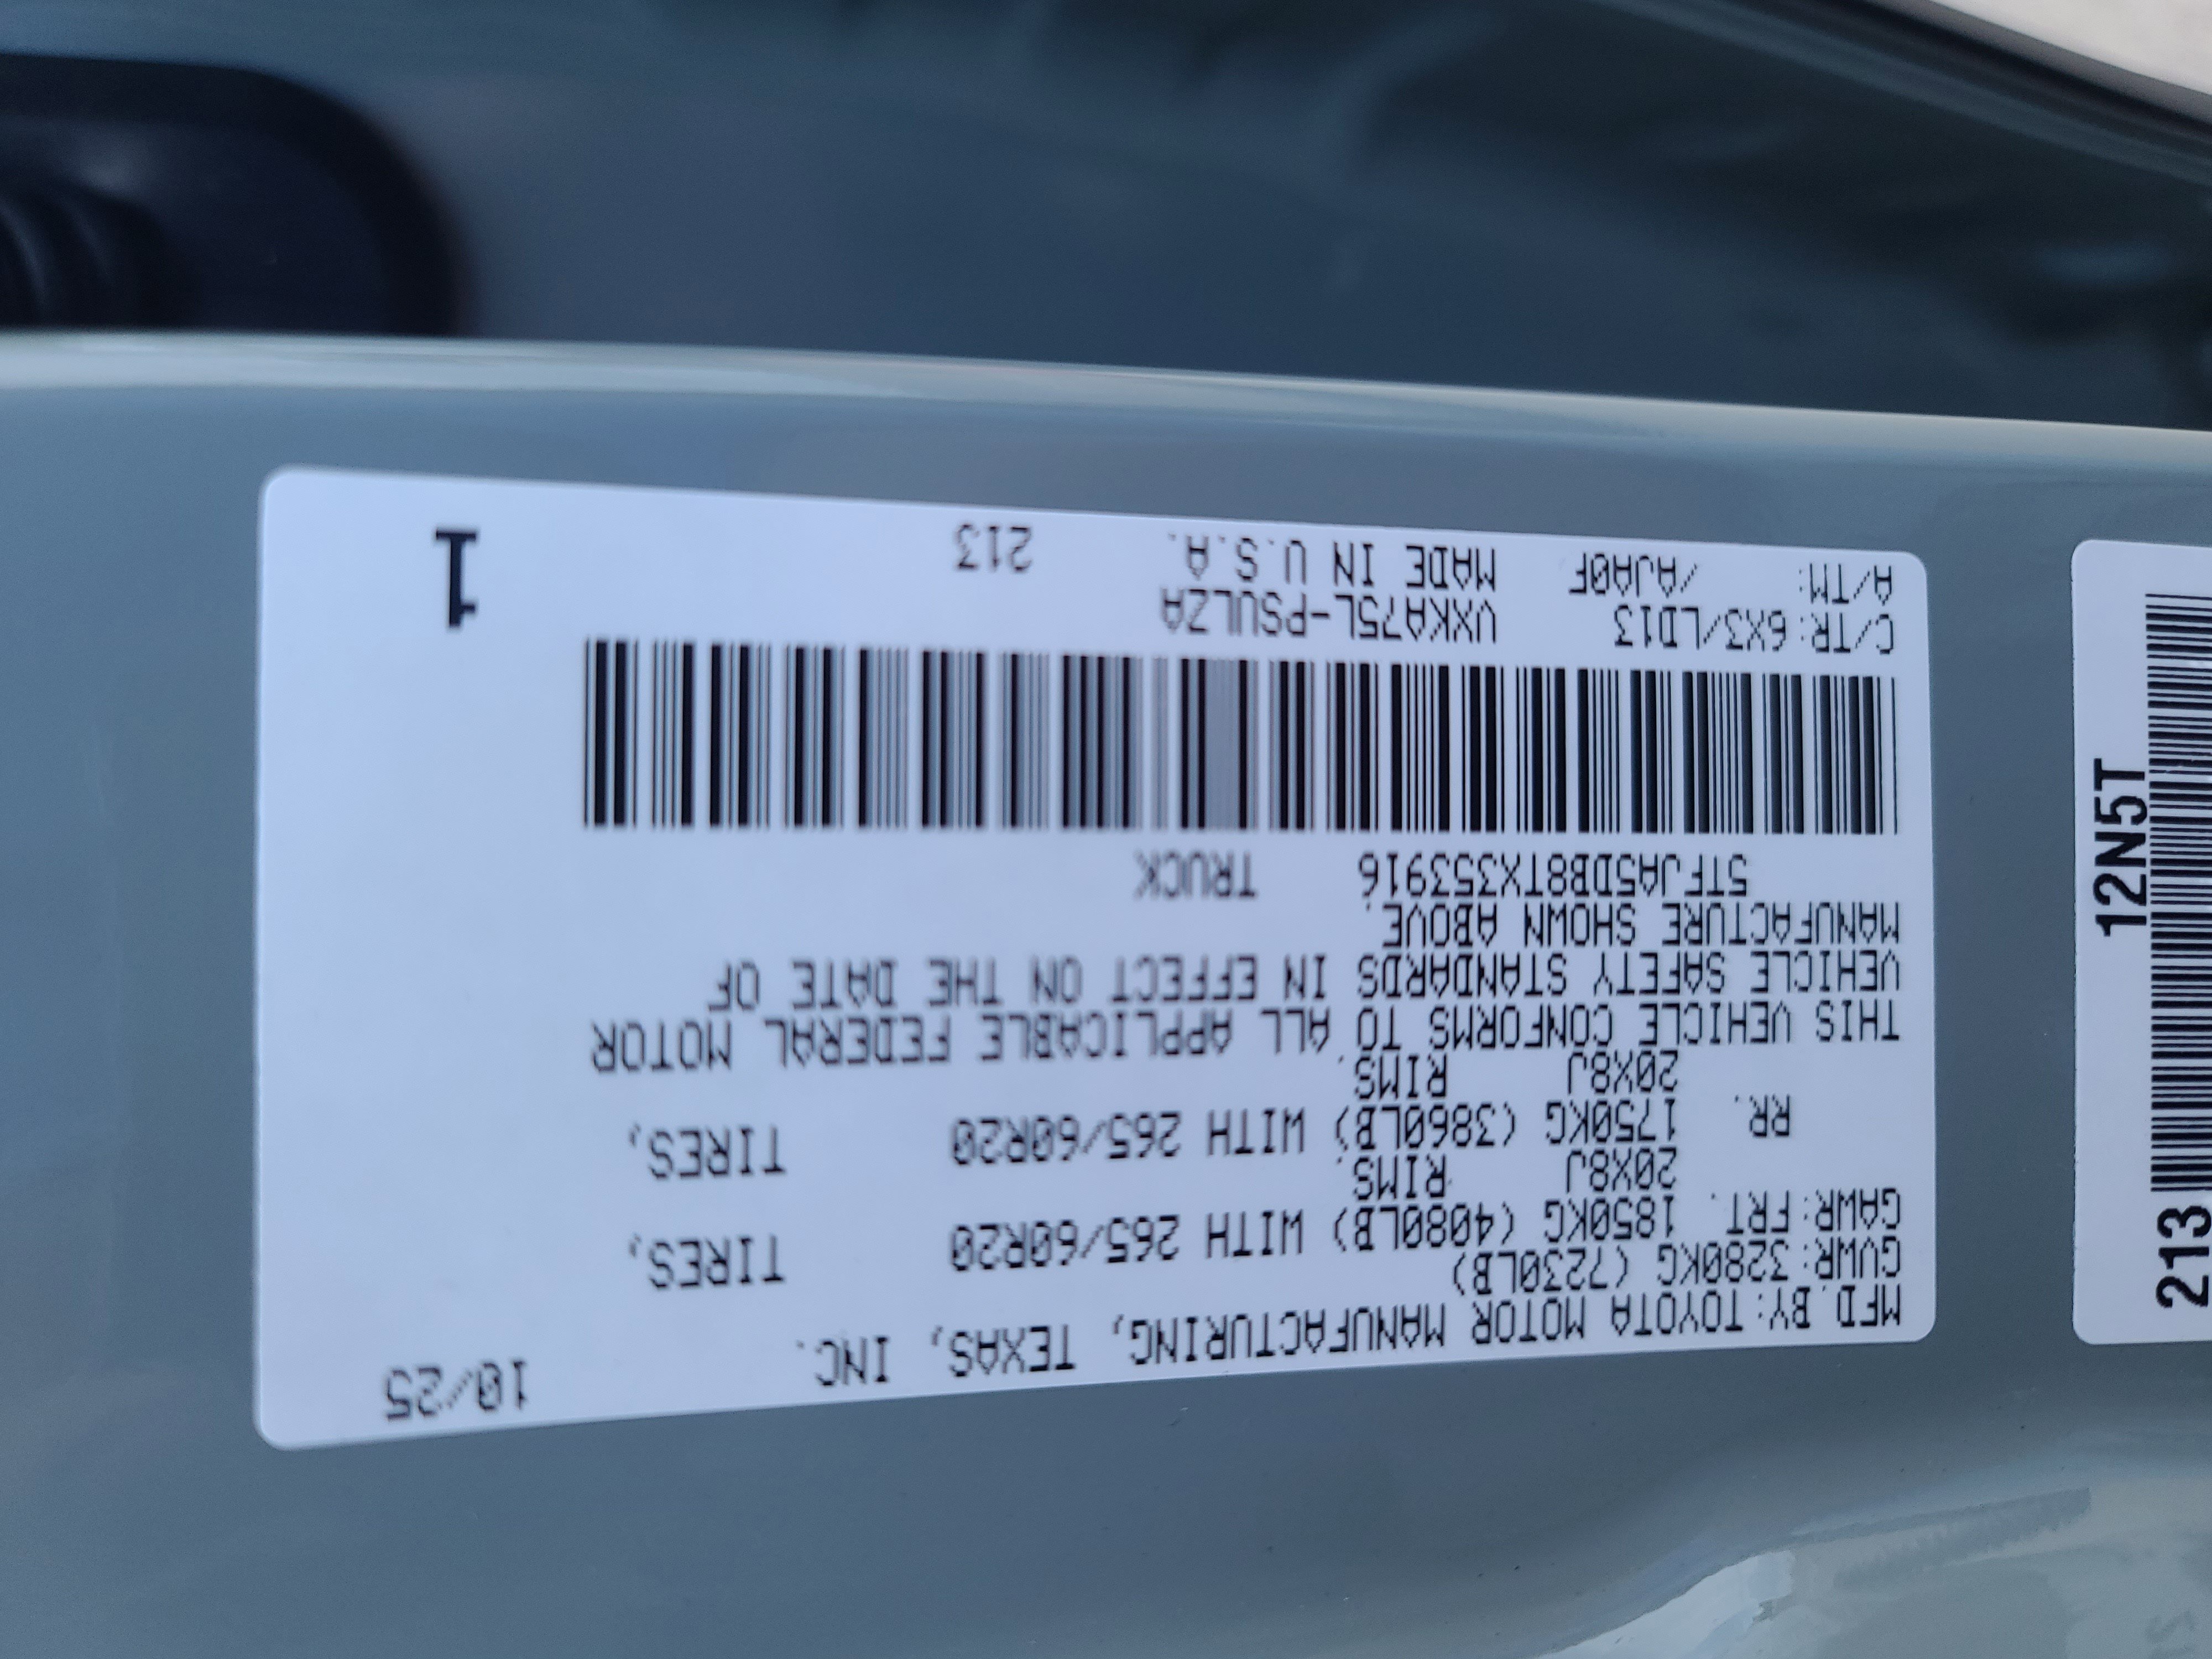 MFD.BY:TOYOTA MOTOR MANUFACTURING, TEXAS, INC. 10/25
GVWR:3280KG (7230LB)
GAWR:FRT. 1850KG (4080LB) WITH 265/60R20 TIRES,
20X8J RIMS.
RR. 1750KG (3860LB) WITH 265/60R20 TIRES,
20X8J RIMS.
THIS VEHICLE CONFORMS TO ALL APPLICABLE FEDERAL MOTOR
VEHICLE SAFETY STANDARDS IN EFFECT ON THE DATE OF
MANUFACTURE SHOWN ABOVE.
5TFJA5DB8TX353916 TRUCK
C/TR:6X3/LD13 VXKA75L-PSULZA
A/TM: /AJA0F MADE IN U.S.A. 213
1
12N5T
213